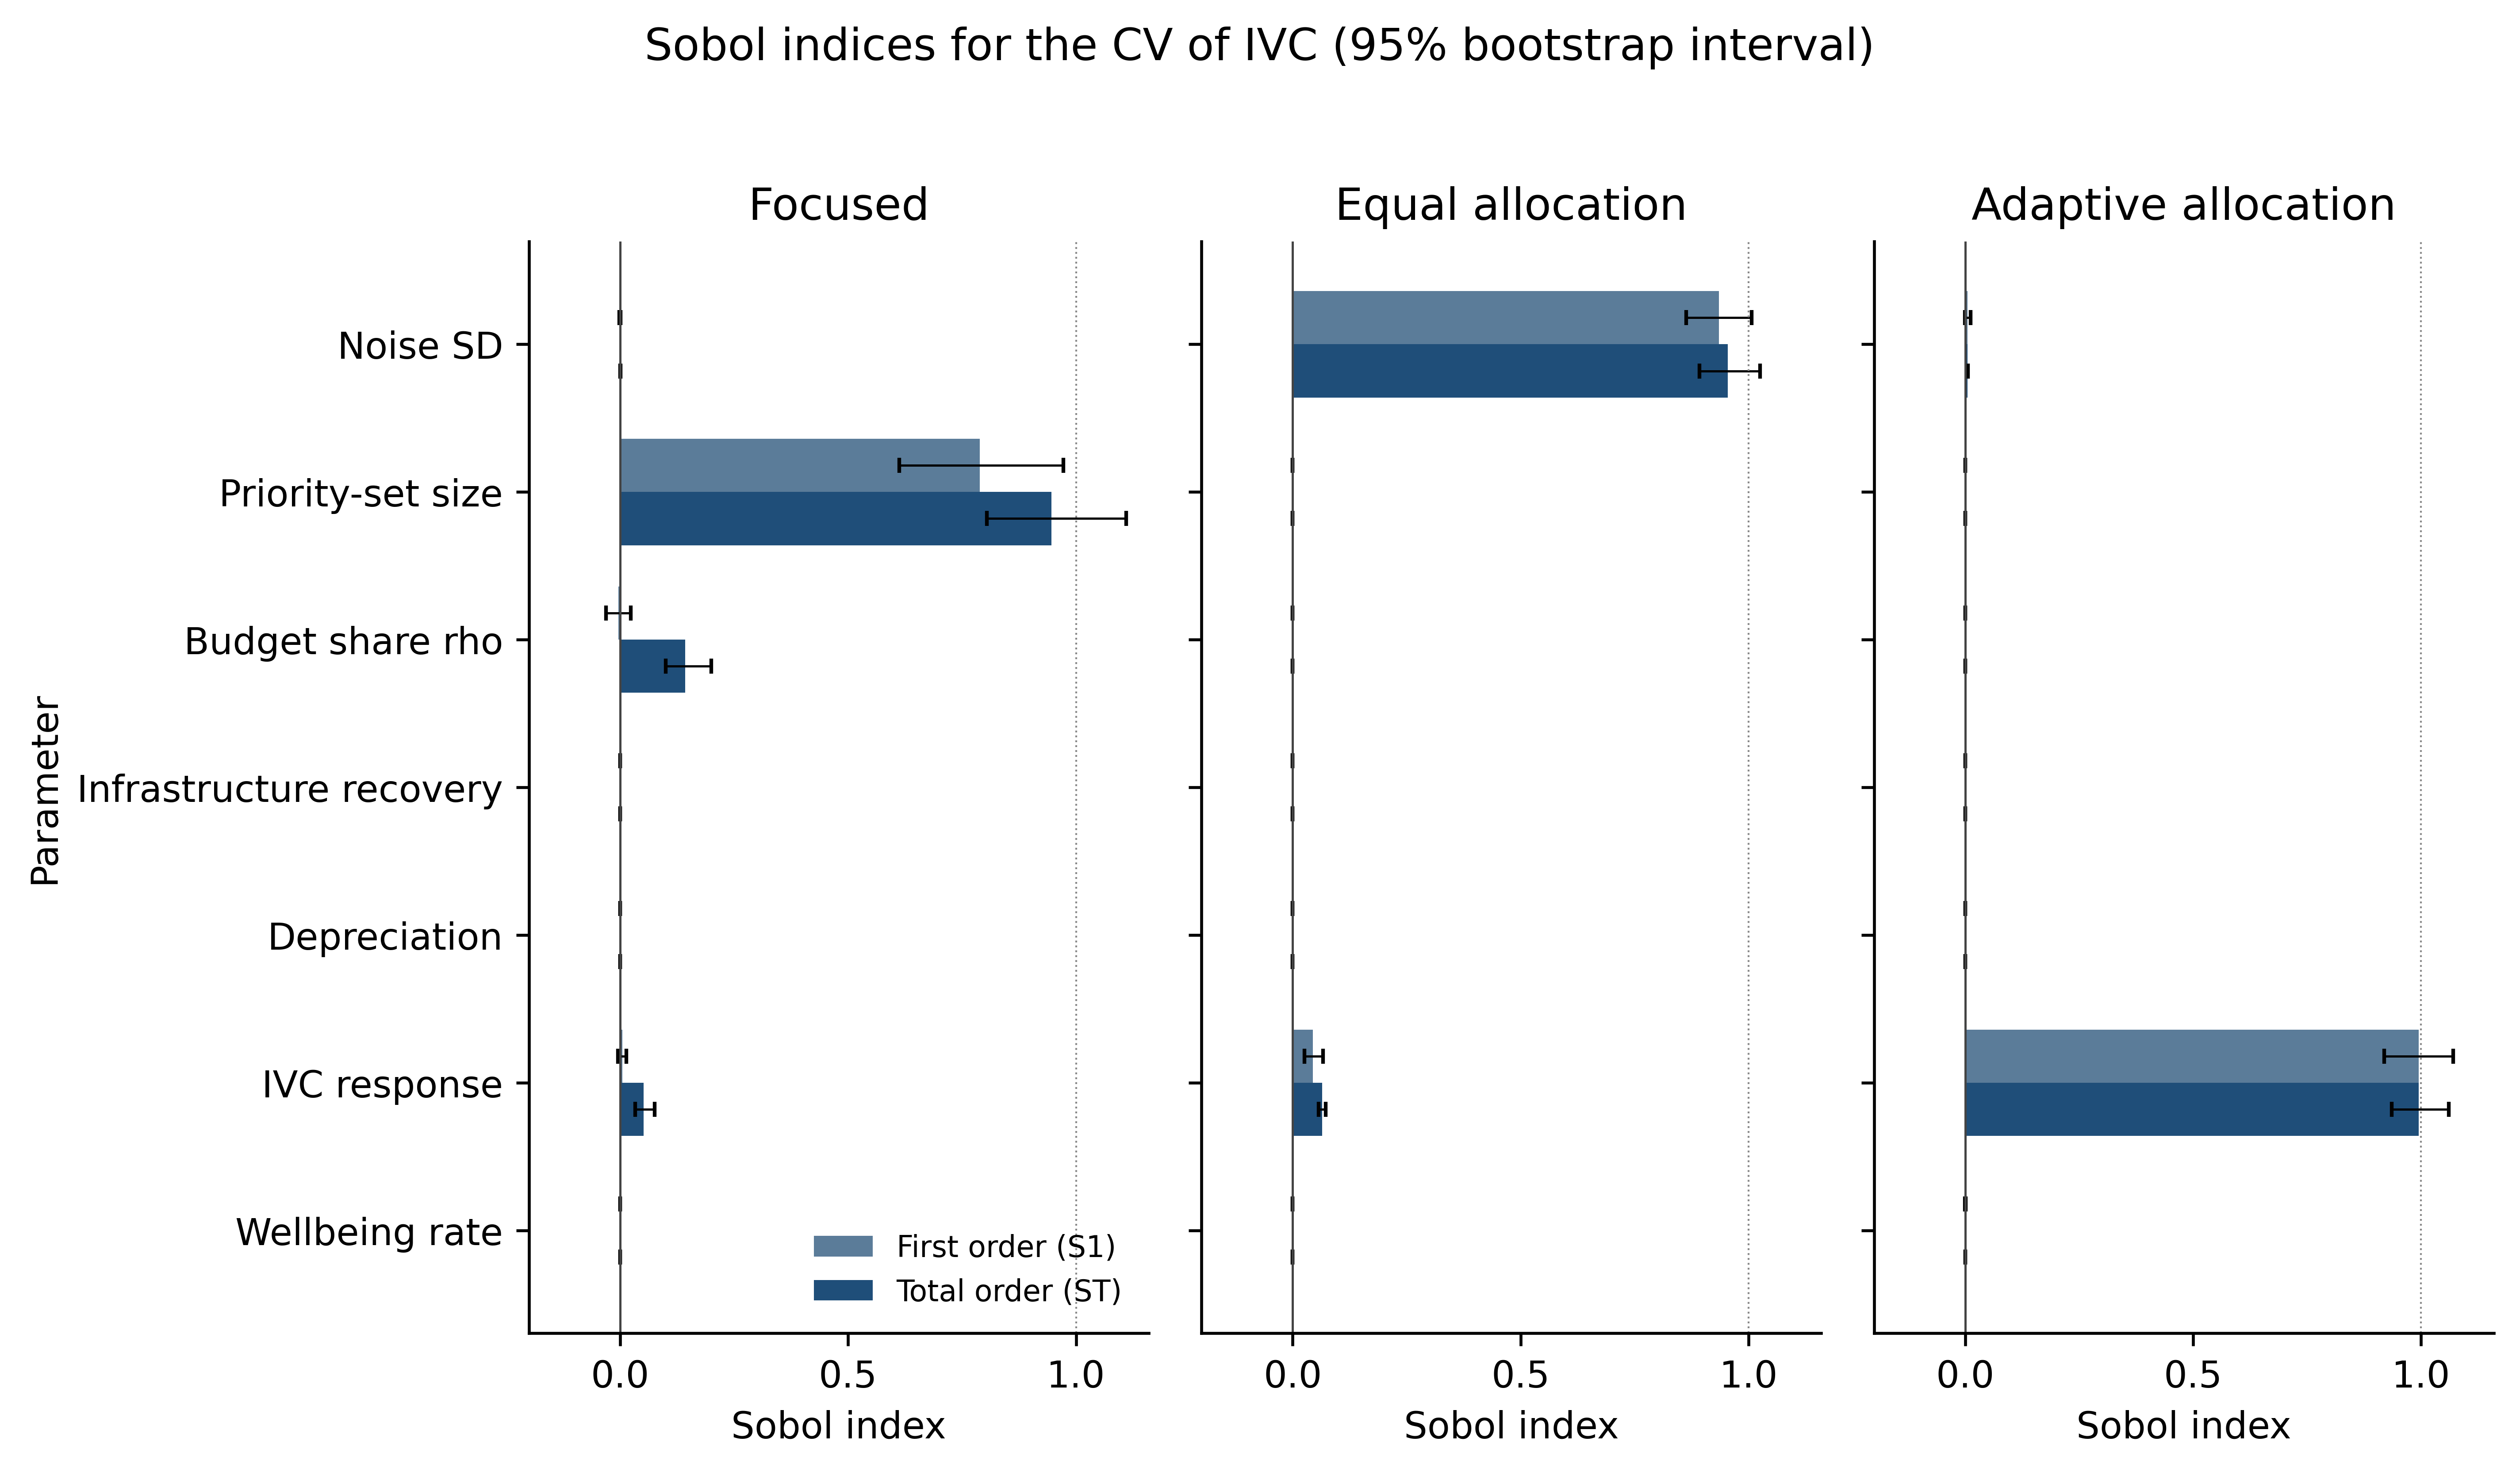 Sobol indices for the CV of IVC (95% bootstrap interval)
Focused
Equal allocation
Adaptive allocation
Parameter
Noise SD
Priority-set size
Budget share rho
Infrastructure recovery
Depreciation
IVC response
Wellbeing rate
First order (S1)
Total order (ST)
0.0 0.5 1.0
0.0 0.5 1.0
0.0 0.5 1.0
Sobol index
Sobol index
Sobol index